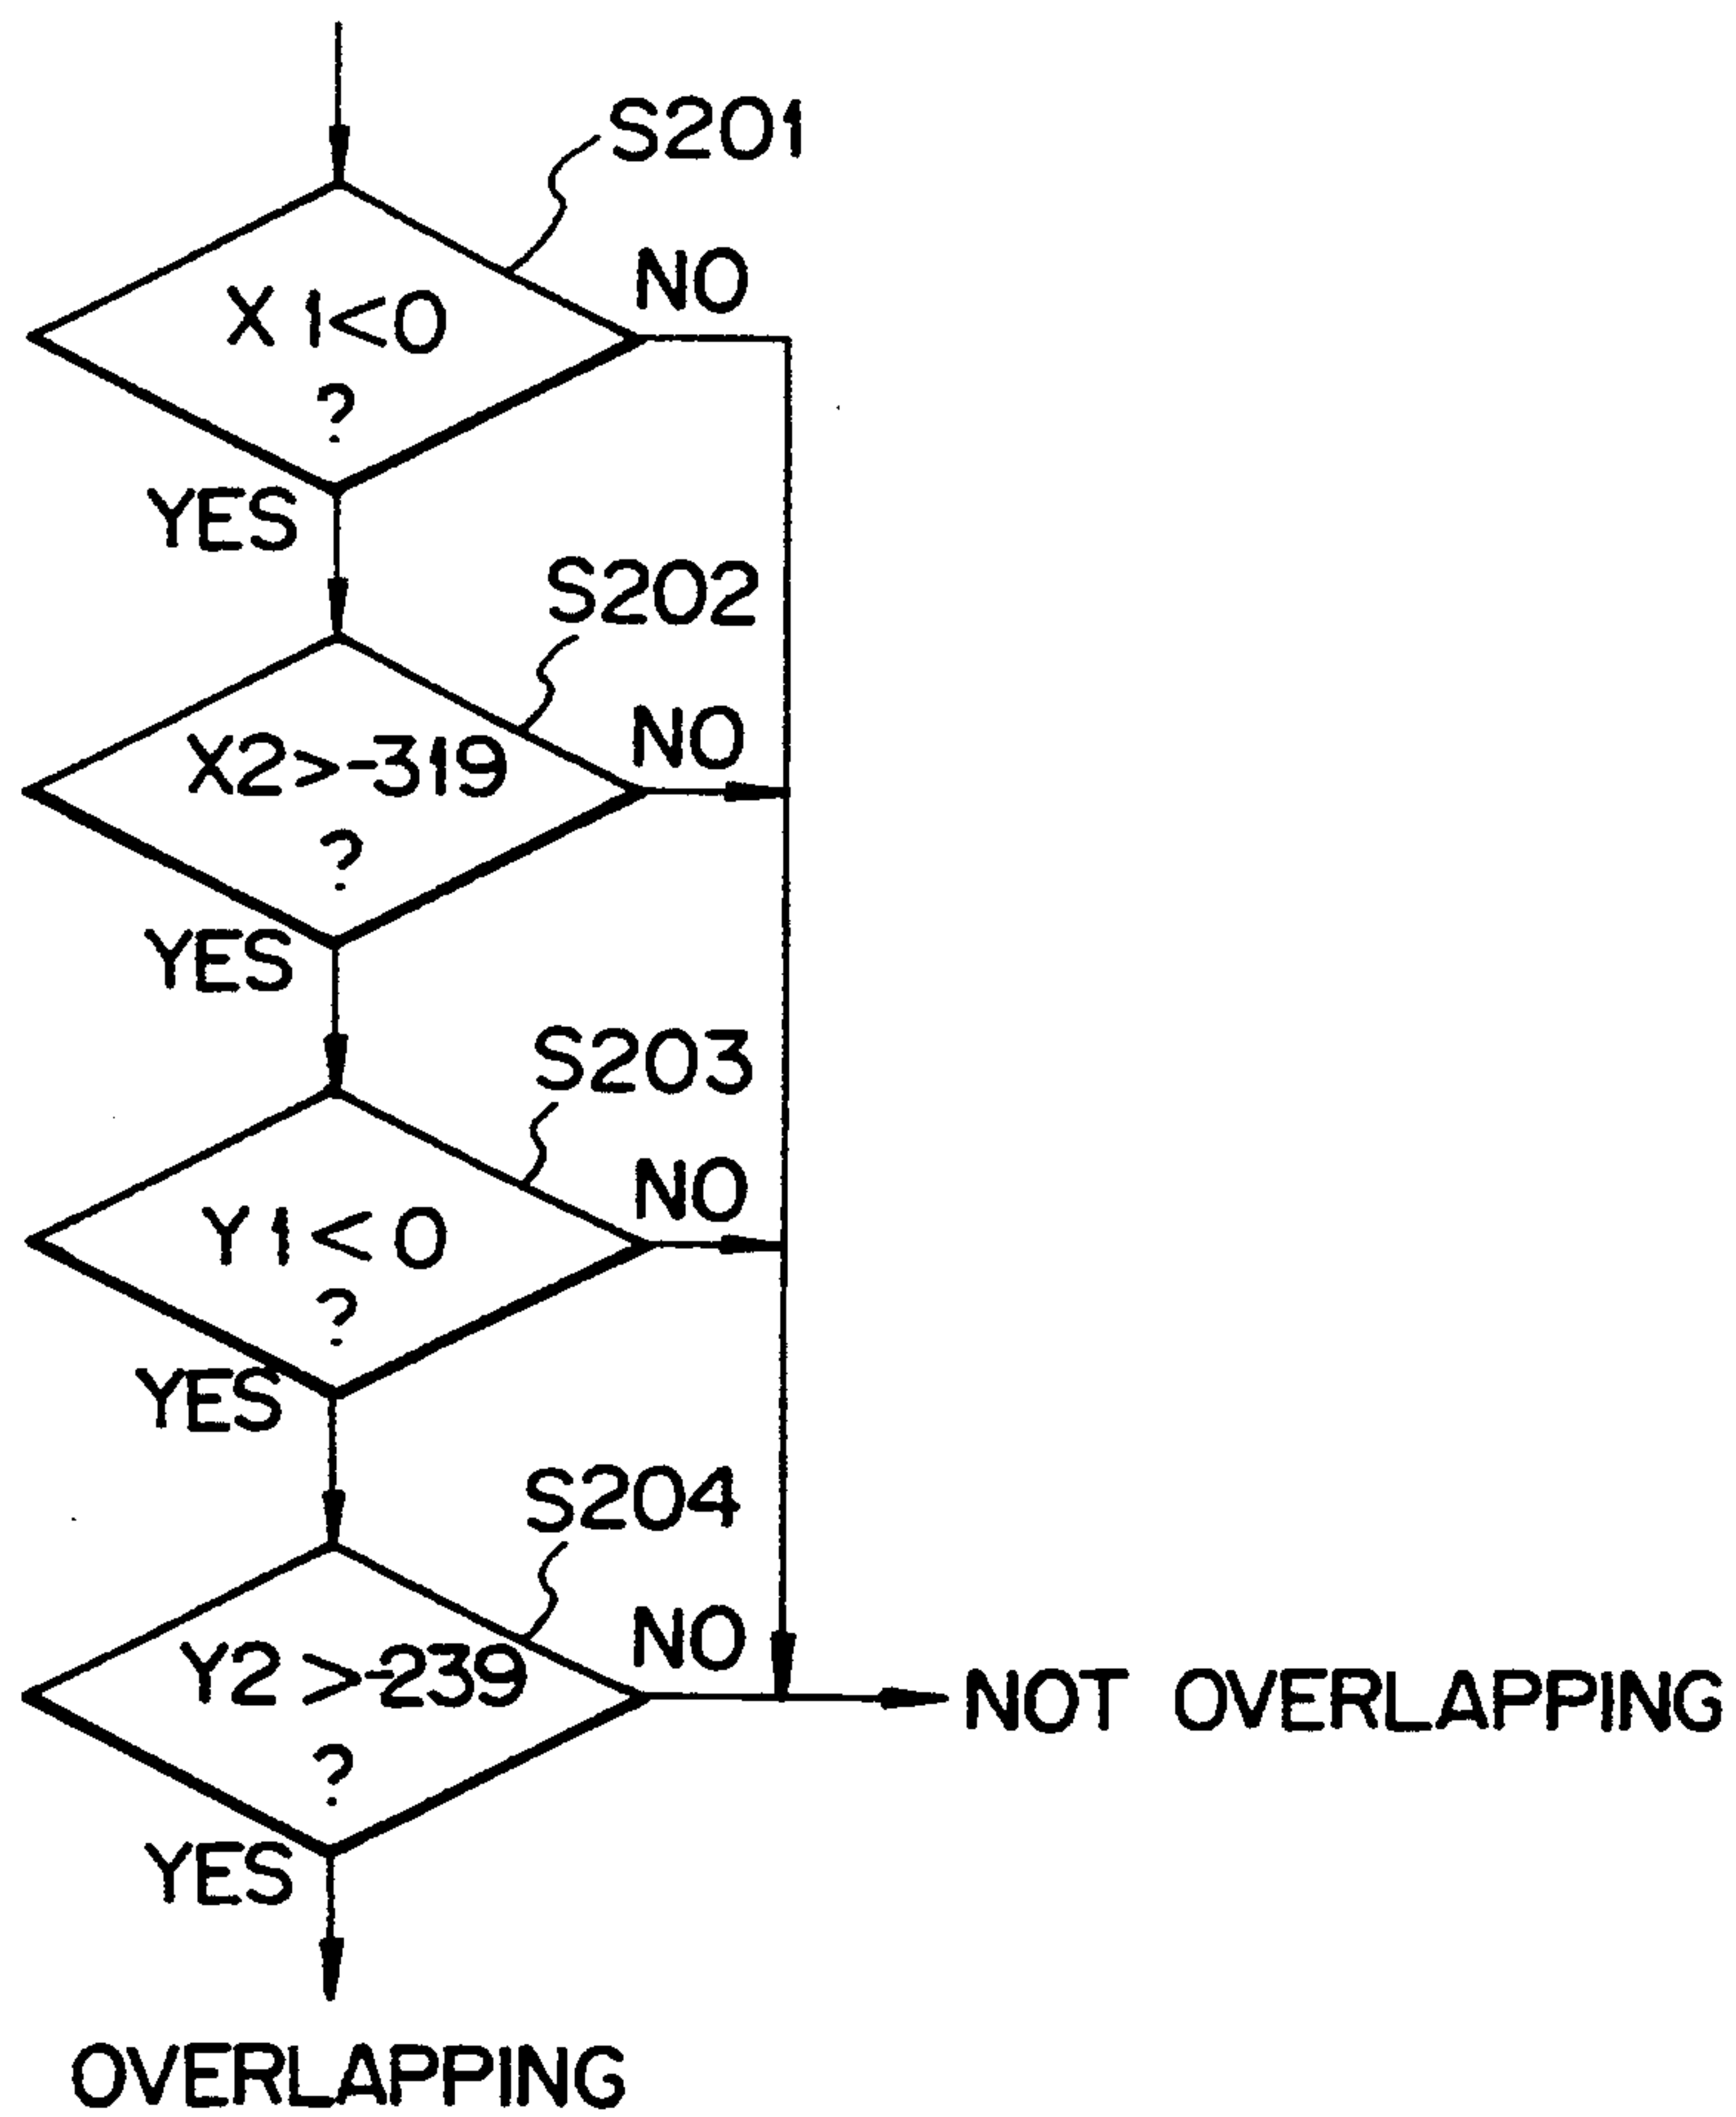 S201
NO
X1<0
?
YES
S202
NO
X2>-319
?
YES
S203
NO
Y1<0
?
YES
S204
NO
Y2>-239
?
NOT OVERLAPPING
YES
OVERLAPPING